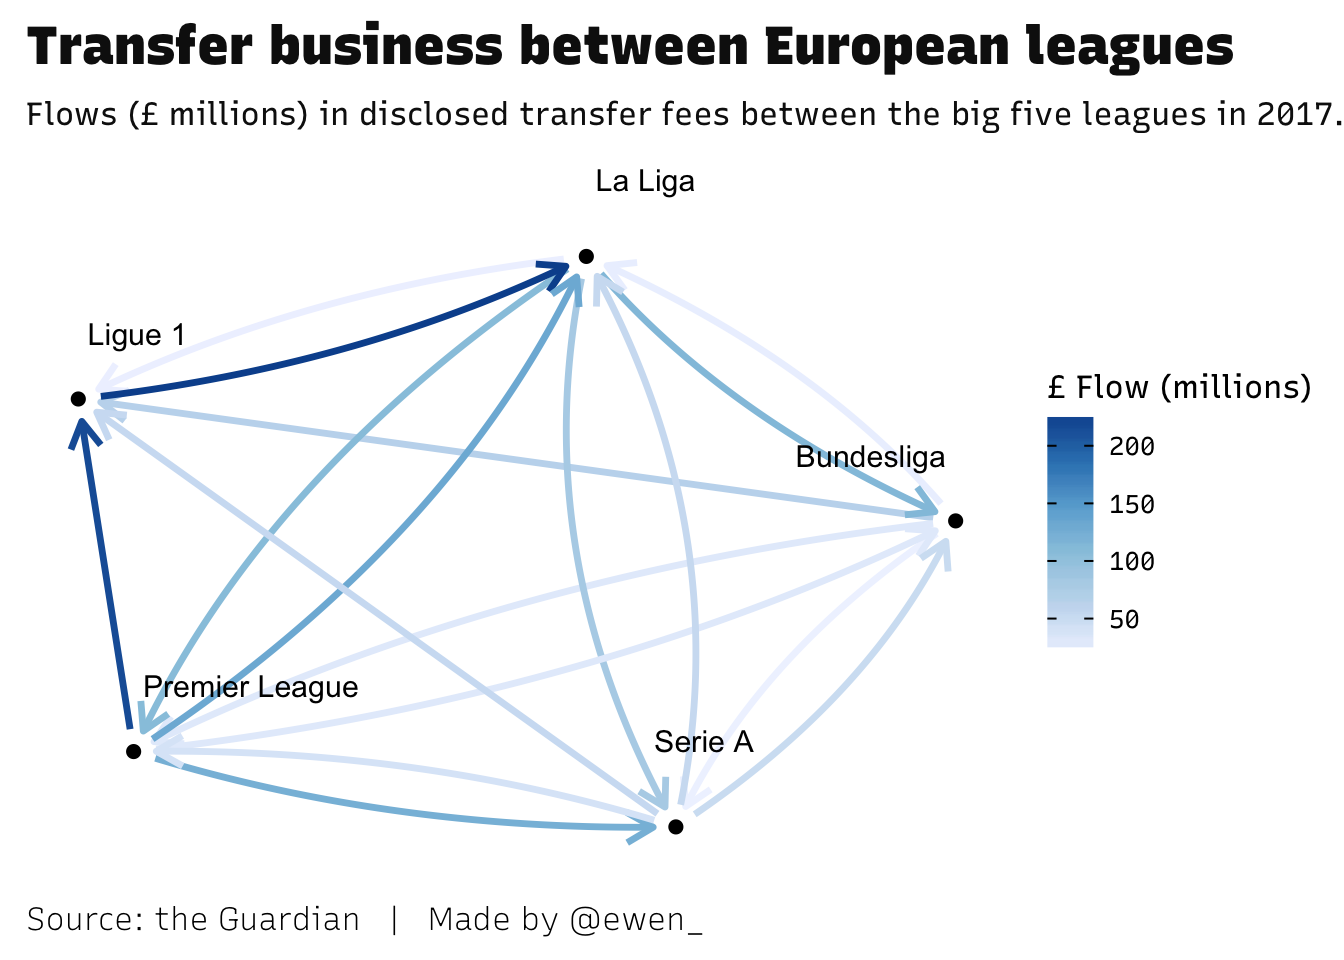 Transfer business between European leagues
Flows (£ millions) in disclosed transfer fees between the big five leagues in 2017.
La Liga
Ligue 1
£ Flow (millions)
200
Bundesliga
150
100
50
Premier League
Serie A
Source: the Guardian | Made by @ewen_